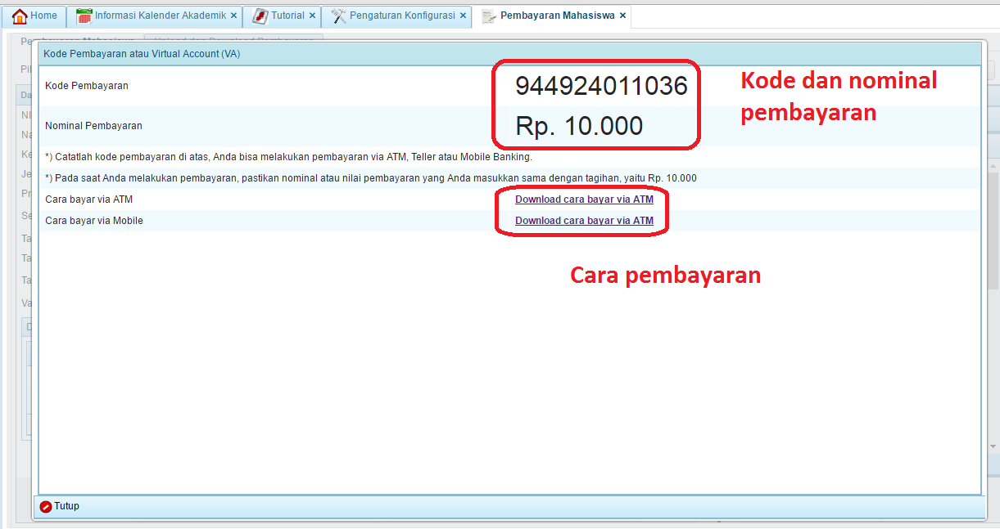 Home
Informasi Kalender Akademik
Tutorial
Pengaturan Konfigurasi
Pembayaran Mahasiswa
Kode Pembayaran atau Virtual Account (VA)
Kode Pembayaran
944924011036
Kode dan nominal
pembayaran
Nominal Pembayaran
Rp. 10.000
*) Catatlah kode pembayaran di atas, Anda bisa melakukan pembayaran via ATM, Teller atau Mobile Banking.
*) Pada saat Anda melakukan pembayaran, pastikan nominal atau nilai pembayaran yang Anda masukkan sama dengan tagihan, yaitu Rp. 10.000
Cara bayar via ATM
Download cara bayar via ATM
Cara bayar via Mobile
Download cara bayar via ATM
Cara pembayaran
Tutup